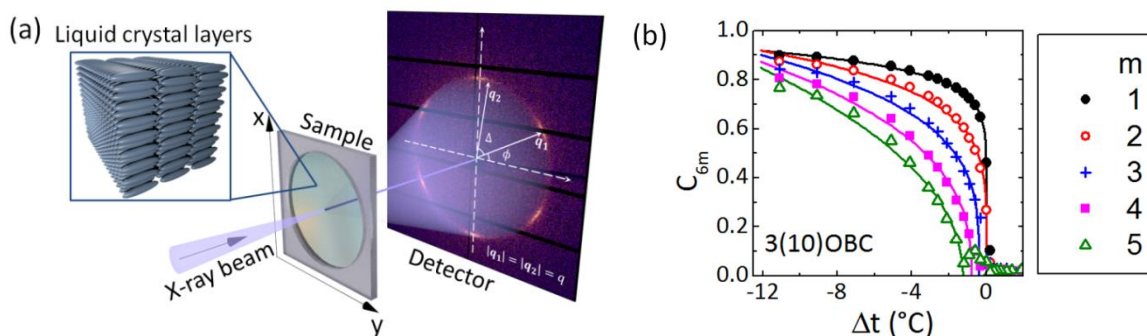 (a)
Liquid crystal layers
x
Sample
X-ray beam
y
q₂
Δ
ϕ
q₁
|q₁| = |q₂| = q
Detector
(b)
C₆ₘ
1.0
0.8
0.6
0.4
0.2
0.0
3(10)OBC
-12 -8 -4 0
Δt (°C)
m
1
2
3
4
5